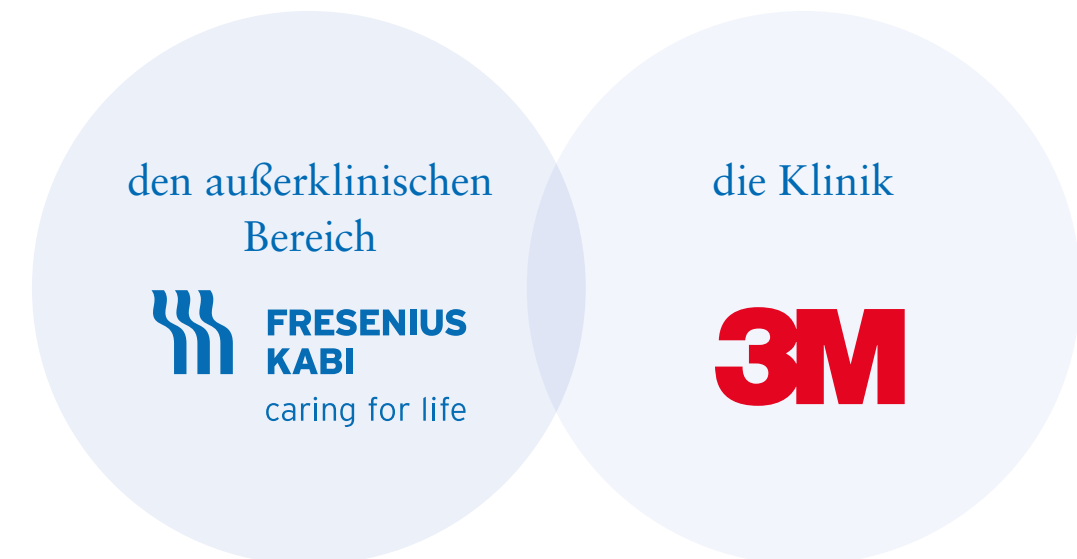 den außerklinischen
Bereich
FRESENIUS
KABI
caring for life
die Klinik
3M